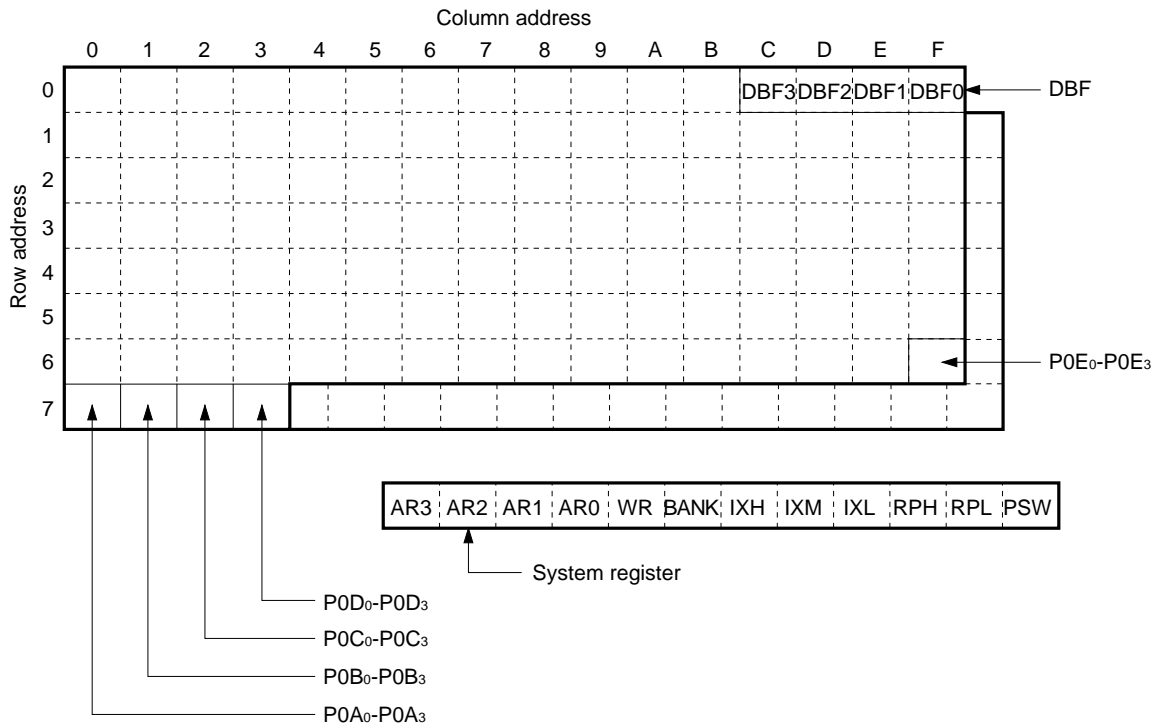 Column address
0 1 2 3 4 5 6 7 8 9 A B C D E F
Row address
0 DBF3 DBF2 DBF1 DBF0 DBF
1
2
3
4
5
6 P0E0-P0E3
7
AR3 AR2 AR1 AR0 WR BANK IXH IXM IXL RPH RPL PSW
System register
P0D0-P0D3
P0C0-P0C3
P0B0-P0B3
P0A0-P0A3